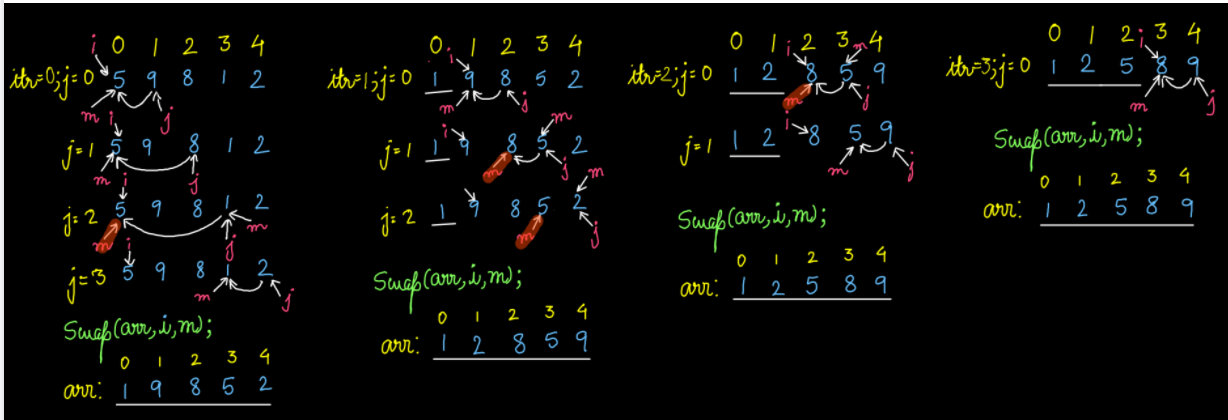 i 0 1 2 3 4
itr=0;j=0 5 9 8 1 2
m i j
j=1 5 9 8 1 2
m i j
j=2 5 9 8 1 2
m i j m
j=3 5 9 8 1 2
m j
Swap(arr,i,m);
0 1 2 3 4
arr: 1 9 8 5 2
0 i 1 2 3 4
itr=1;j=0 1 9 8 5 2
m j
i m
j=1 1 9 8 5 2
m j m
j=2 1 9 8 5 2
m j
Swap(arr,i,m);
0 1 2 3 4
arr: 1 2 8 5 9
0 1 i 2 3 m 4
itr=2;j=0 1 2 8 5 9
m j
i
j=1 1 2 8 5 9
m j
Swap(arr,i,m);
0 1 2 3 4
arr: 1 2 5 8 9
0 1 2 i 3 4
itr=3;j=0 1 2 5 8 9
m j
Swap(arr,i,m);
0 1 2 3 4
arr: 1 2 5 8 9